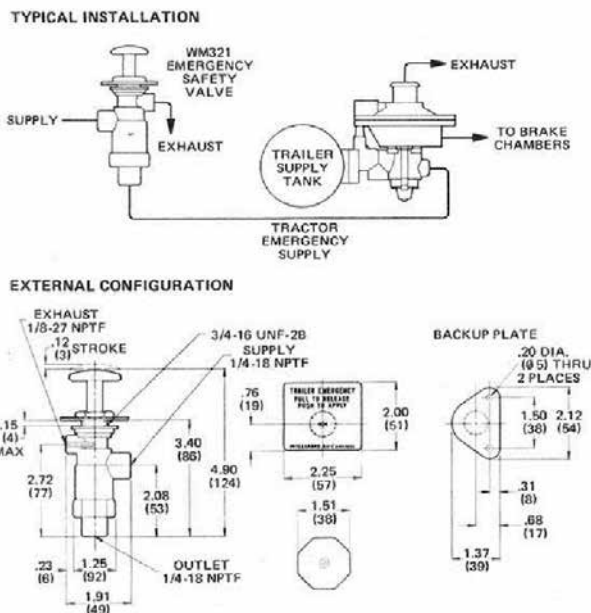 TYPICAL INSTALLATION
WM321
EMERGENCY
SAFETY
VALVE
SUPPLY
EXHAUST
EXHAUST
TO BRAKE
CHAMBERS
TRAILER
SUPPLY
TANK
TRACTOR
EMERGENCY
SUPPLY
EXTERNAL CONFIGURATION
EXHAUST
1/8-27 NPTF
.12
(3)
STROKE
3/4-16 UNF-2B
SUPPLY
1/4-18 NPTF
BACKUP PLATE
.20 DIA.
(Ø5) THRU
2 PLACES
.15
(4)
MAX
.76
(19)
TRAILER EMERGENCY
PULL TO RELEASE
PUSH TO APPLY
2.00
(51)
1.50
(38)
2.12
(54)
3.40
(86)
4.90
(124)
2.72
(77)
2.08
(53)
2.25
(57)
.31
(8)
1.51
(38)
.68
(17)
.23
(6)
1.25
(92)
OUTLET
1/4-18 NPTF
1.37
(39)
1.91
(49)